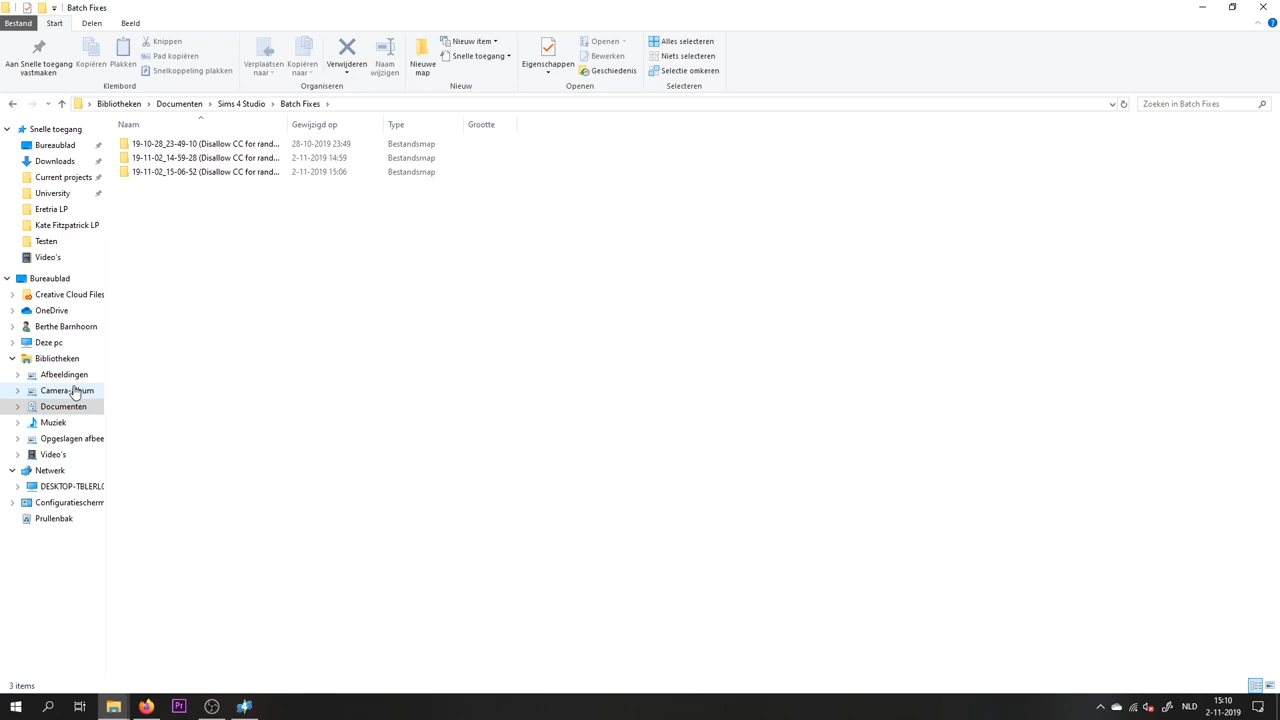 Batch Fixes
Bestand Start Delen Beeld
Aan Snelle toegang vastmaken
Kopiëren
Plakken
Knippen
Pad kopiëren
Snelkoppeling plakken
Klembord
Verplaatsen naar
Kopiëren naar
Verwijderen
Naam wijzigen
Organiseren
Nieuwe map
Nieuw item
Snelle toegang
Nieuw
Eigenschappen
Openen
Bewerken
Geschiedenis
Openen
Alles selecteren
Niets selecteren
Selectie omkeren
Selecteren
Bibliotheken > Documenten > Sims 4 Studio > Batch Fixes >
Zoeken in Batch Fixes
Naam Gewijzigd op Type Grootte
19-10-28_23-49-10 (Disallow CC for rand... 28-10-2019 23:49 Bestandsmap
19-11-02_14-59-28 (Disallow CC for rand... 2-11-2019 14:59 Bestandsmap
19-11-02_15-06-52 (Disallow CC for rand... 2-11-2019 15:06 Bestandsmap
Snelle toegang
Bureaublad
Downloads
Current projects
University
Eretria LP
Kate Fitzpatrick LP
Testen
Video's
Bureaublad
Creative Cloud Files
OneDrive
Berthe Barnhoorn
Deze pc
Bibliotheken
Afbeeldingen
Documenten
Muziek
Opgeslagen afbee
Video's
Netwerk
DESKTOP-TBLERL
Configuratiescherm
Prullenbak
3 items
Pr
NLD
15:10
2-11-2019